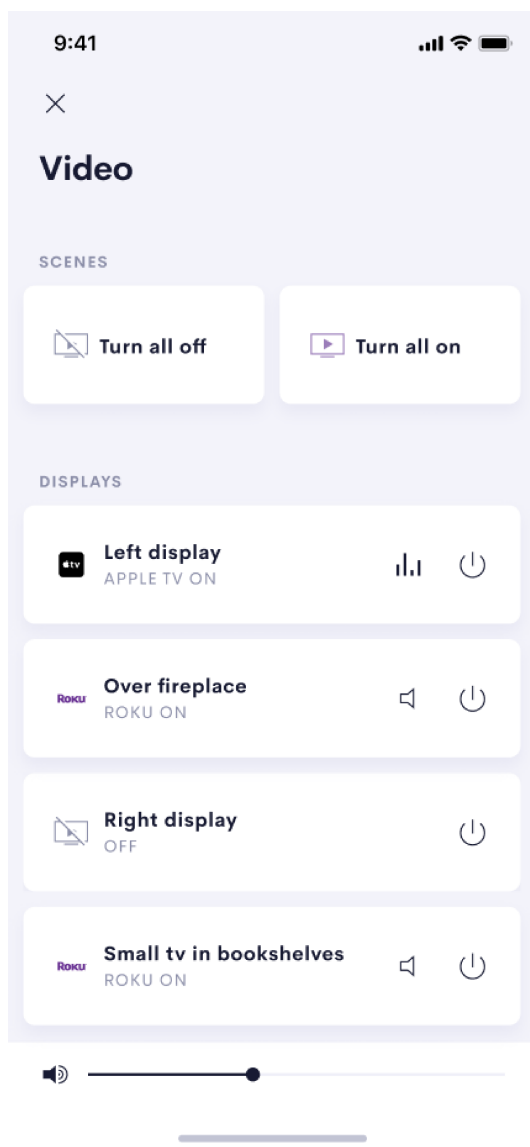 9:41
Video
SCENES
Turn all off
Turn all on
DISPLAYS
tv
Left display
APPLE TV ON
ROKU
Over fireplace
ROKU ON
Right display
OFF
ROKU
Small tv in bookshelves
ROKU ON